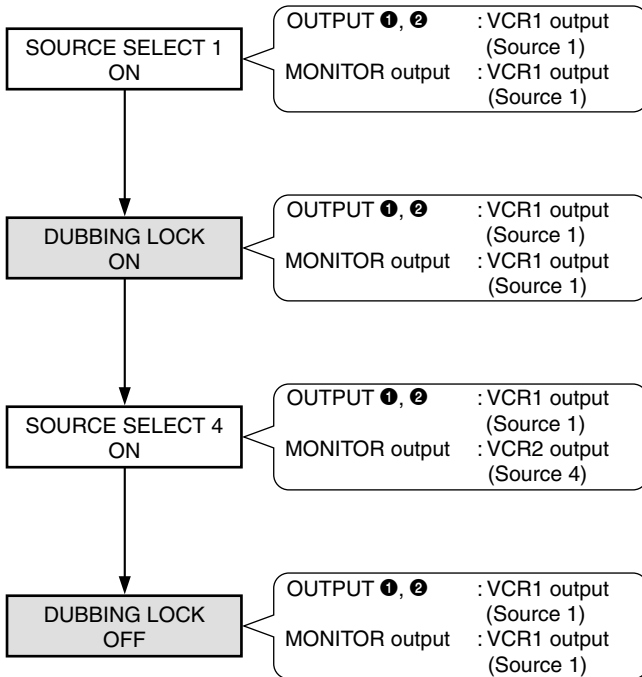 SOURCE SELECT 1
ON
OUTPUT ❶, ❷ : VCR1 output
(Source 1)
MONITOR output : VCR1 output
(Source 1)
DUBBING LOCK
ON
OUTPUT ❶, ❷ : VCR1 output
(Source 1)
MONITOR output : VCR1 output
(Source 1)
SOURCE SELECT 4
ON
OUTPUT ❶, ❷ : VCR1 output
(Source 1)
MONITOR output : VCR2 output
(Source 4)
DUBBING LOCK
OFF
OUTPUT ❶, ❷ : VCR1 output
(Source 1)
MONITOR output : VCR1 output
(Source 1)